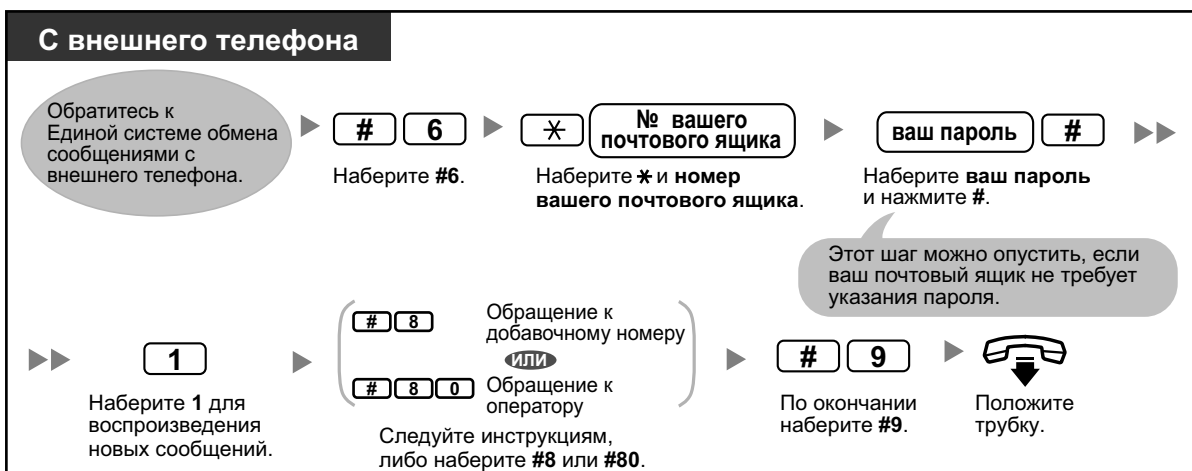 С внешнего телефона
Обратитесь к
Единой системе обмена
сообщениями с
внешнего телефона.
# 6
Наберите #6.
* № вашего
почтового ящика
Наберите * и номер
вашего почтового ящика.
ваш пароль #
Наберите ваш пароль
и нажмите #.
Этот шаг можно опустить, если
ваш почтовый ящик не требует
указания пароля.
1
Наберите 1 для
воспроизведения
новых сообщений.
# 8 Обращение к
добавочному номеру
ИЛИ
# 8 0 Обращение к
оператору
Следуйте инструкциям,
либо наберите #8 или #80.
# 9
По окончании
наберите #9.
Положите
трубку.